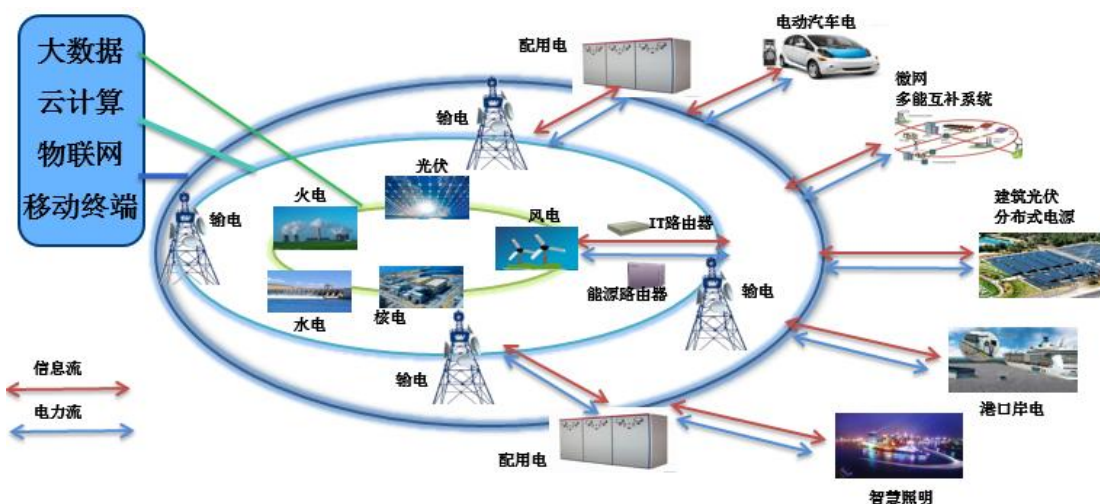 大数据
云计算
物联网
移动终端
配用电
电动汽车电
微网
多能互补系统
输电
光伏
火电
输电
风电
IT路由器
建筑光伏
分布式电源
水电
核电
能源路由器
输电
信息流
输电
港口岸电
电力流
配用电
智慧照明